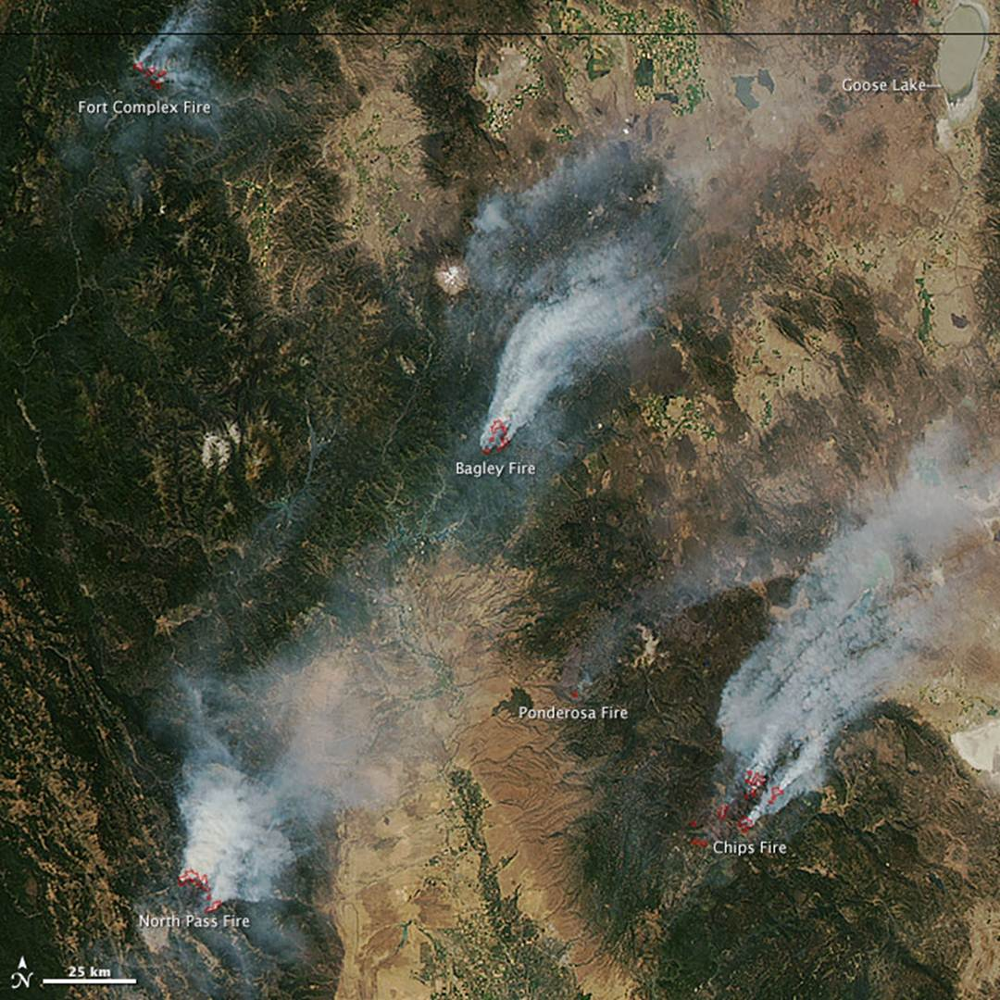 Goose Lake
Fort Complex Fire
Bagley Fire
Ponderosa Fire
Chips Fire
North Pass Fire
N
25 km